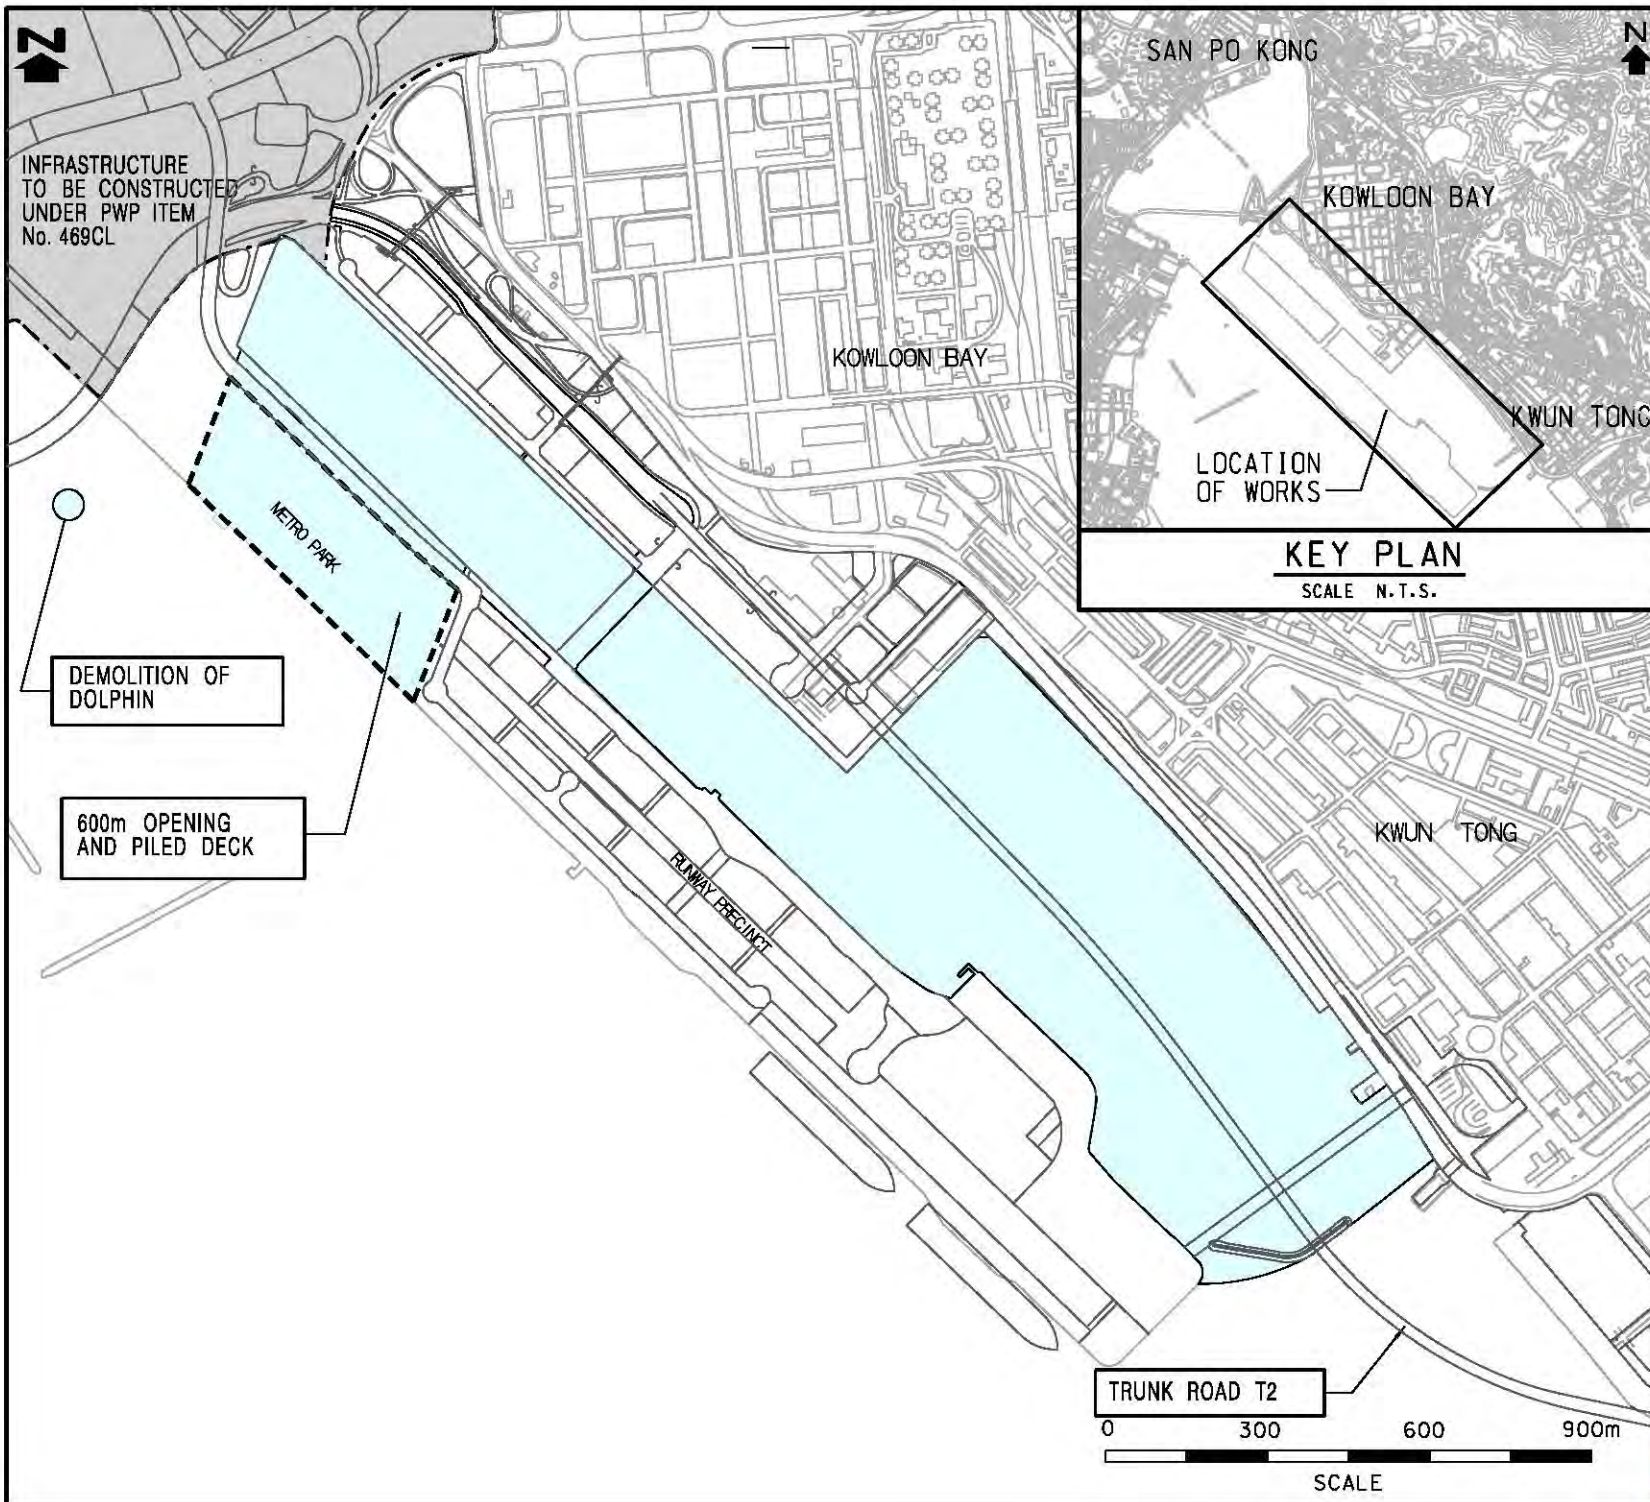 N
INFRASTRUCTURE
TO BE CONSTRUCTED
UNDER PWP ITEM
No. 469CL
KOWLOON BAY
METRO PARK
DEMOLITION OF
DOLPHIN
600m OPENING
AND PILED DECK
RUNWAY PRECINCT
KWUN TONG
TRUNK ROAD T2
0 300 600 900m
SCALE
N
SAN PO KONG
KOWLOON BAY
KWUN TONG
LOCATION
OF WORKS
KEY PLAN
SCALE N.T.S.